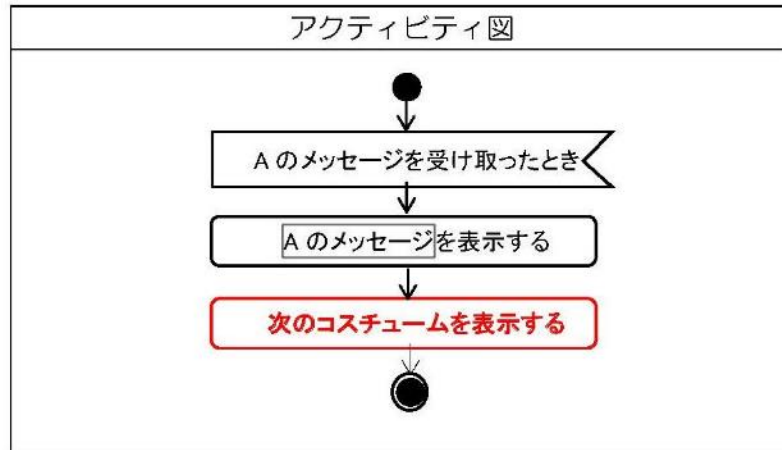 アクティビティ図
A のメッセージを受け取ったとき
A のメッセージを表示する
次のコスチュームを表示する